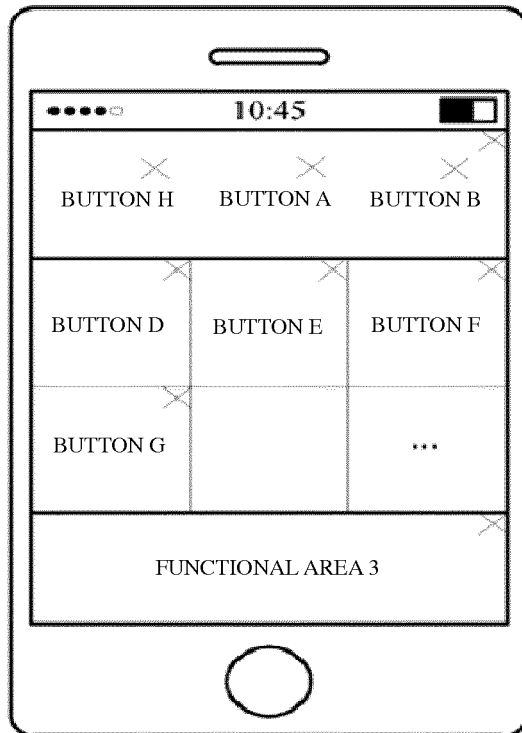 10:45
BUTTON H BUTTON A BUTTON B
BUTTON D BUTTON E BUTTON F
BUTTON G ...
FUNCTIONAL AREA 3